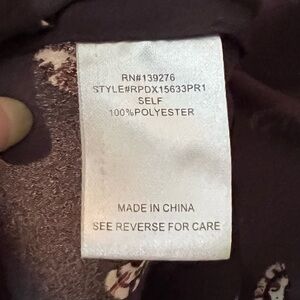 RN#139276
STYLE#RPDX15633PR1
SELF
100%POLYESTER
MADE IN CHINA
SEE REVERSE FOR CARE